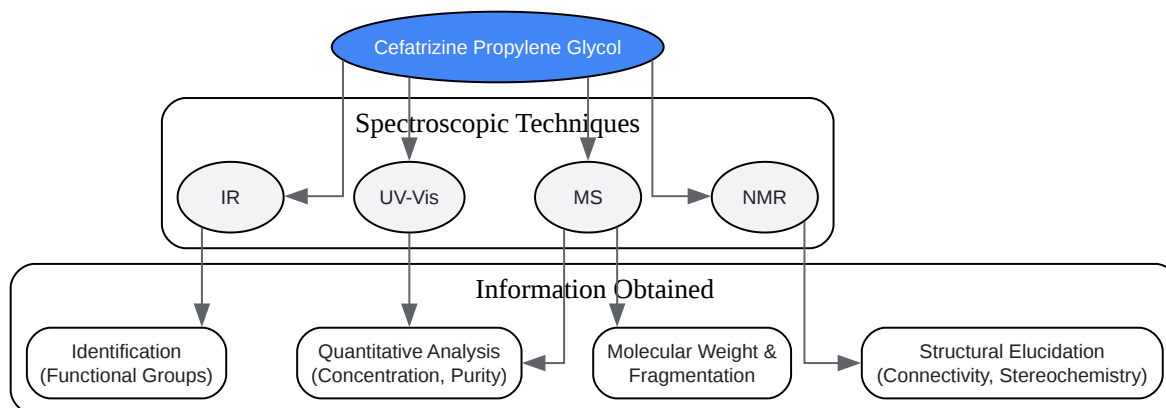 Cefatrizine Propylene Glycol
Spectroscopic Techniques
IR
UV-Vis
MS
NMR
Information Obtained
Identification
(Functional Groups)
Quantitative Analysis
(Concentration, Purity)
Molecular Weight &
Fragmentation
Structural Elucidation
(Connectivity, Stereochemistry)